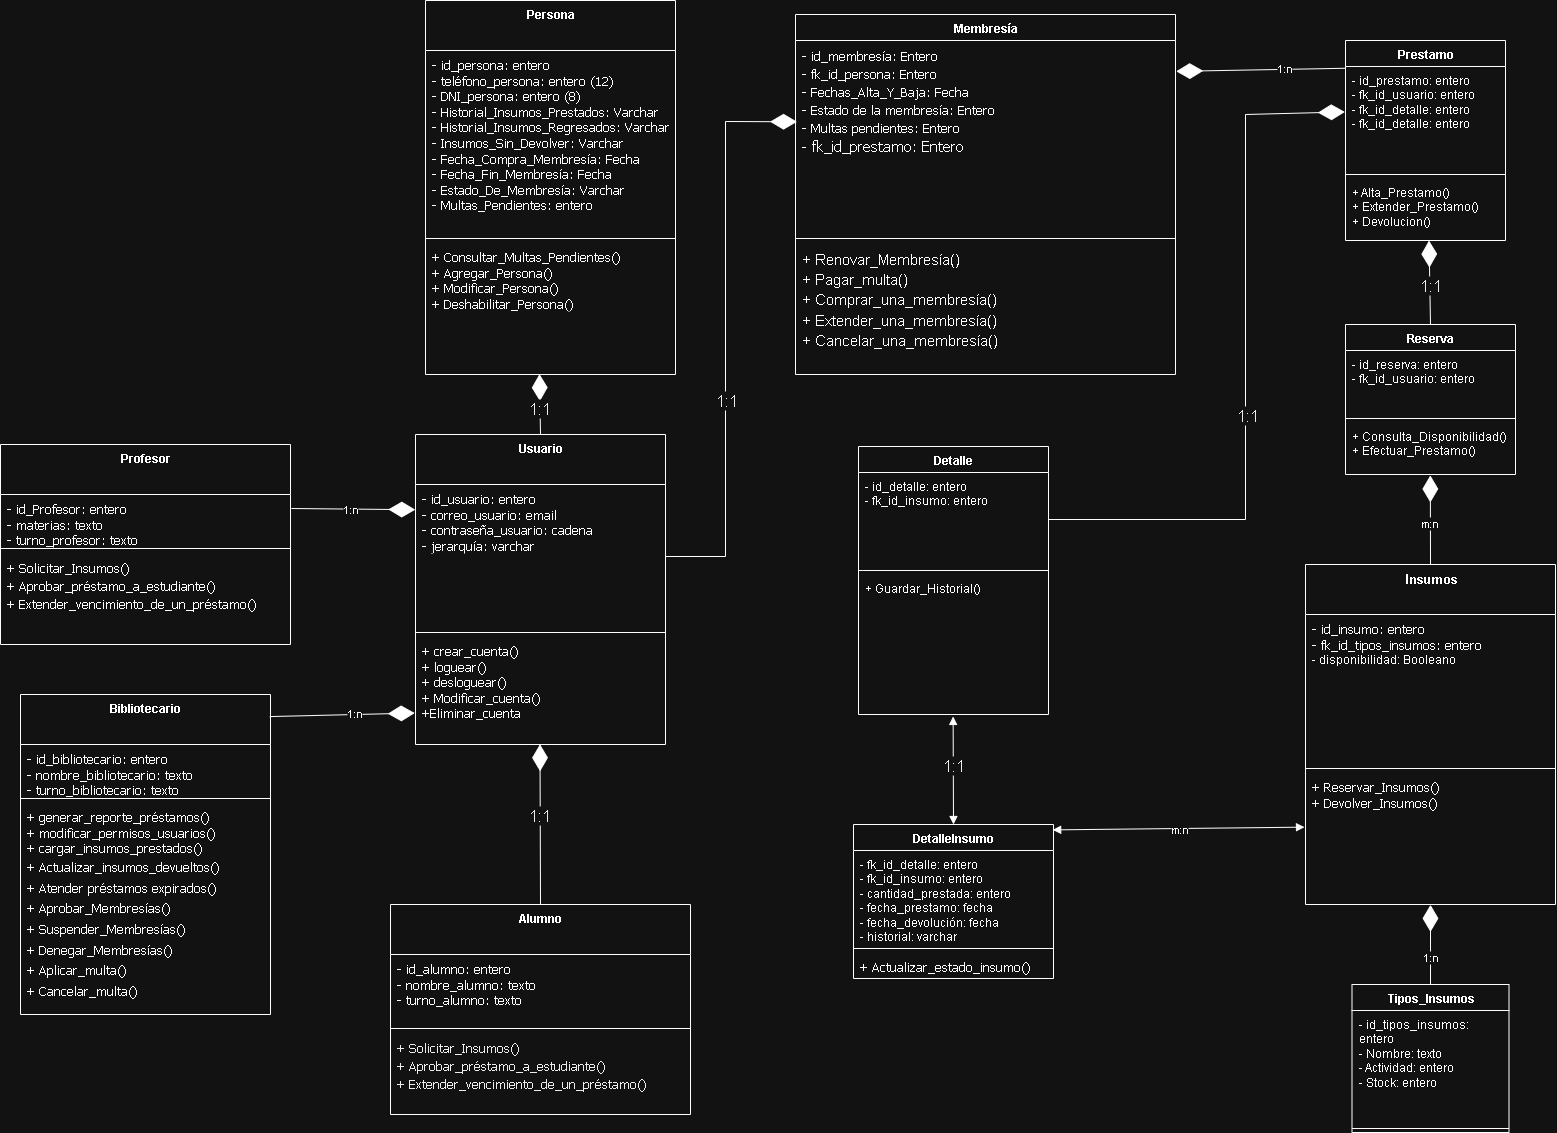 Persona
- id_persona: entero
- teléfono_persona: entero (12)
- DNI_persona: entero (8)
- Historial_Insumos_Prestados: Varchar
- Historial_Insumos_Regresados: Varchar
- Insumos_Sin_Devolver: Varchar
- Fecha_Compra_Membresía: Fecha
- Fecha_Fin_Membresía: Fecha
- Estado_De_Membresía: Varchar
- Multas_Pendientes: entero
+ Consultar_Multas_Pendientes()
+ Agregar_Persona()
+ Modificar_Persona()
+ Deshabilitar_Persona()
1:1
Membresía
- id_membresía: Entero
- fk_id_persona: Entero
- Fechas_Alta_Y_Baja: Fecha
- Estado de la membresía: Entero
- Multas pendientes: Entero
- fk_id_prestamo: Entero
+ Renovar_Membresía()
+ Pagar_multa()
+ Comprar_una_membresía()
+ Extender_una_membresía()
+ Cancelar_una_membresía()
1:n
1:1
Prestamo
- id_prestamo: entero
- fk_id_usuario: entero
- fk_id_detalle: entero
- fk_id_detalle: entero
+ Alta_Prestamo()
+ Extender_Prestamo()
+ Devolucion()
1:1
1:1
Reserva
- id_reserva: entero
- fk_id_usuario: entero
+ Consulta_Disponibilidad()
+ Efectuar_Prestamo()
m:n
Profesor
- id_Profesor: entero
- materias: texto
- turno_profesor: texto
+ Solicitar_Insumos()
+ Aprobar_préstamo_a_estudiante()
+ Extender_vencimiento_de_un_préstamo()
1:n
Usuario
- id_usuario: entero
- correo_usuario: email
- contraseña_usuario: cadena
- jerarquía: varchar
+ crear_cuenta()
+ loguear()
+ desloguear()
+ Modificar_cuenta()
+Eliminar_cuenta
Detalle
- id_detalle: entero
- fk_id_insumo: entero
+ Guardar_Historial()
1:1
Insumos
- id_insumo: entero
- fk_id_tipos_insumos: entero
- disponibilidad: Booleano
+ Reservar_Insumos()
+ Devolver_Insumos()
Bibliotecario
- id_bibliotecario: entero
- nombre_bibliotecario: texto
- turno_bibliotecario: texto
+ generar_reporte_préstamos()
+ modificar_permisos_usuarios()
+ cargar_insumos_prestados()
+ Actualizar_insumos_devueltos()
+ Atender préstamos expirados()
+ Aprobar_Membresías()
+ Suspender_Membresías()
+ Denegar_Membresías()
+ Aplicar_multa()
+ Cancelar_multa()
1:n
1:1
Alumno
- id_alumno: entero
- nombre_alumno: texto
- turno_alumno: texto
+ Solicitar_Insumos()
+ Aprobar_préstamo_a_estudiante()
+ Extender_vencimiento_de_un_préstamo()
DetalleInsumo
- fk_id_detalle: entero
- fk_id_insumo: entero
- cantidad_prestada: entero
- fecha_prestamo: fecha
- fecha_devolución: fecha
- historial: varchar
+ Actualizar_estado_insumo()
m:n
1:n
Tipos_Insumos
- id_tipos_insumos:
entero
- Nombre: texto
- Actividad: entero
- Stock: entero